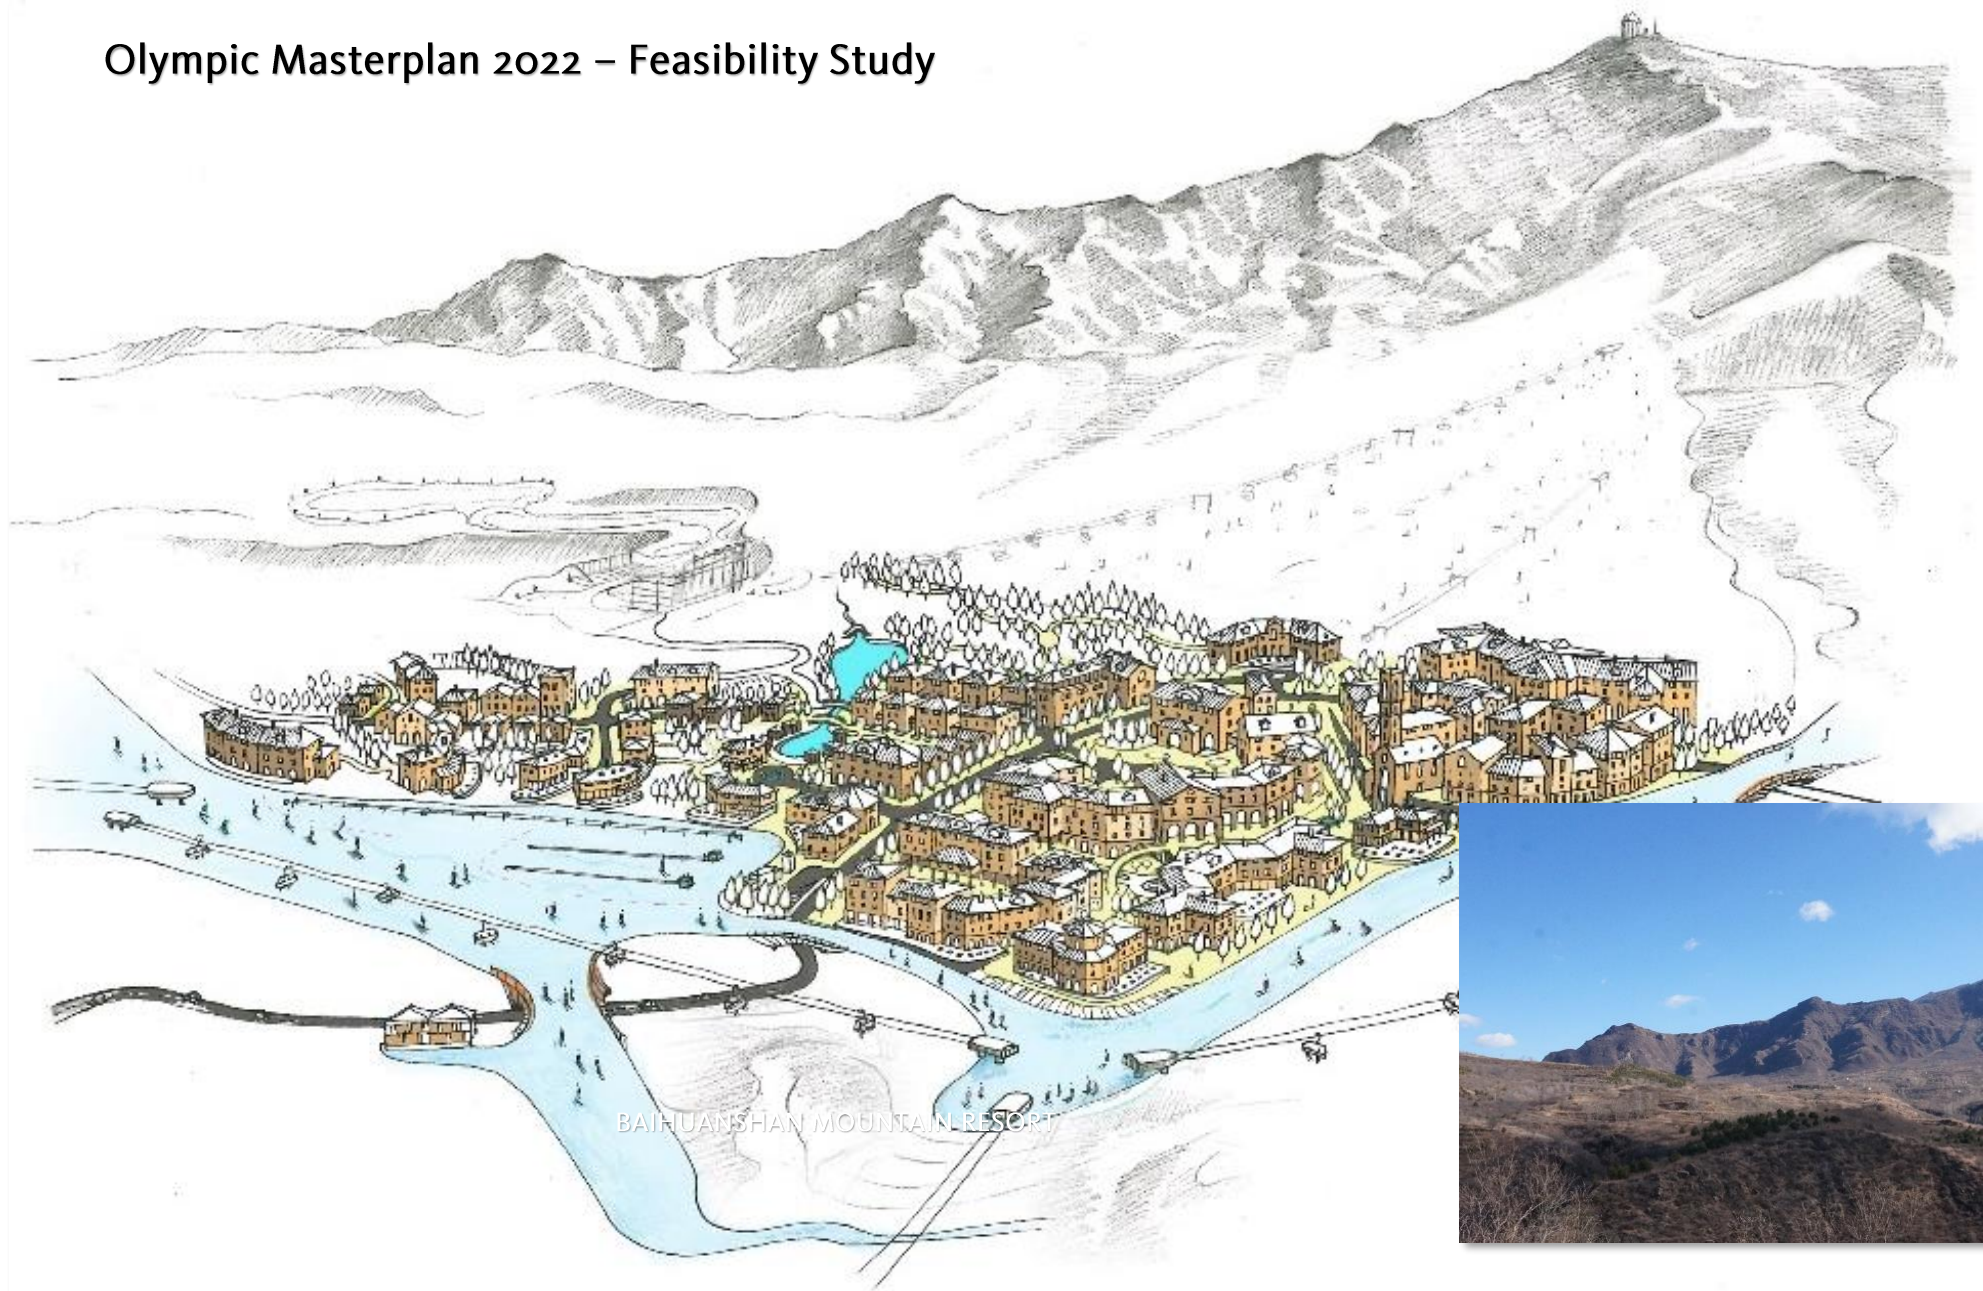 Olympic Masterplan 2022 – Feasibility Study
BAIHUANSHAN MOUNTAIN RESORT